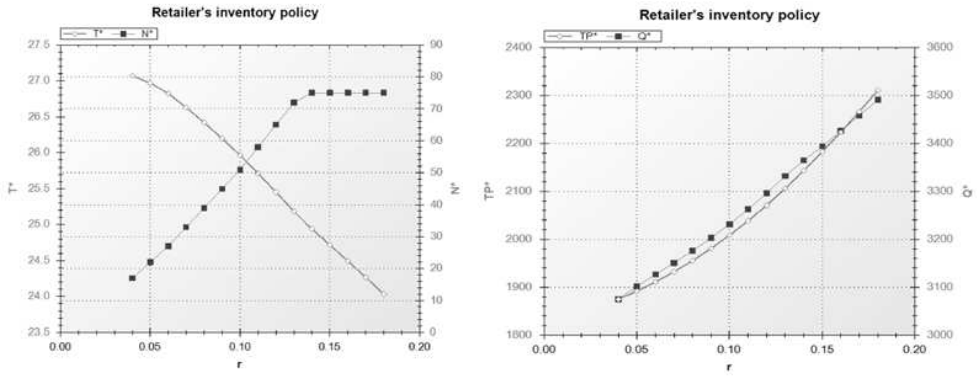 Retailer's inventory policy
T* N*
27.5
27.0
26.5
26.0
25.5
25.0
24.5
24.0
23.5
T*
90
80
70
60
50
40
30
20
10
0
N*
0.00 0.05 0.10 0.15 0.20
r
Retailer's inventory policy
TP* Q*
2400
2300
2200
2100
2000
1900
1800
TP*
3600
3500
3400
3300
3200
3100
3000
Q*
0.00 0.05 0.10 0.15 0.20
r